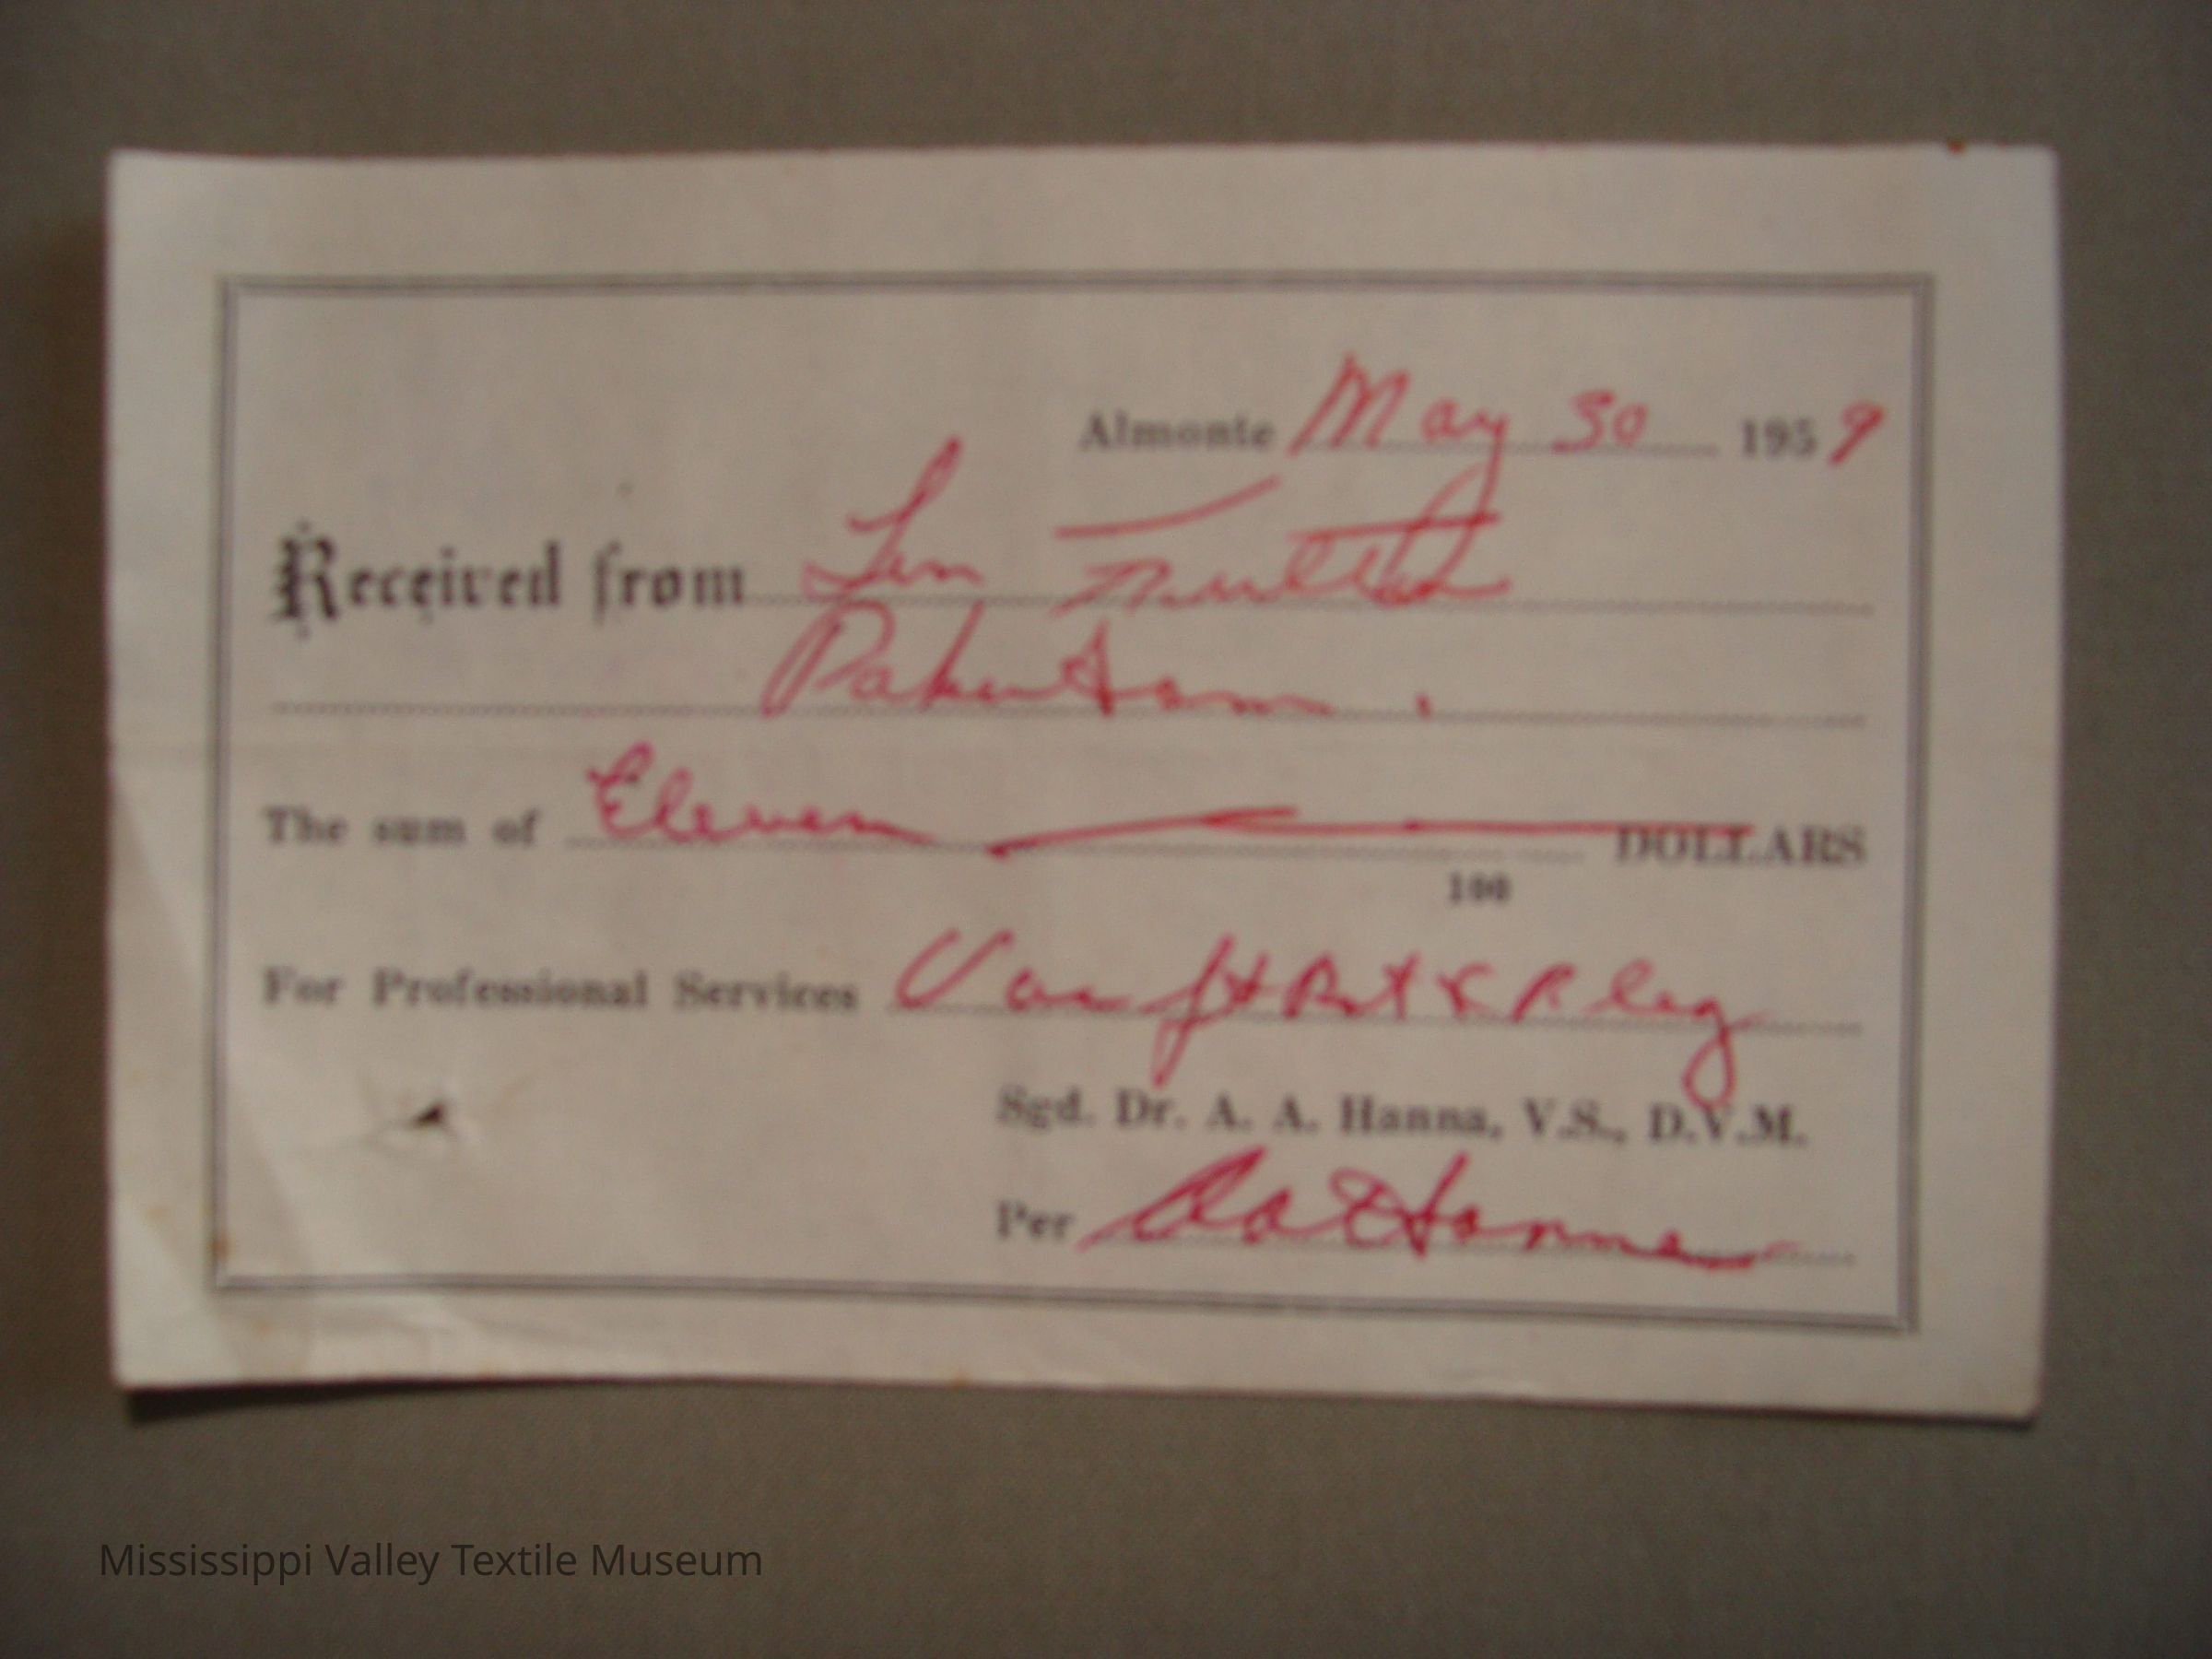 Almonte May 30 1959
Received from Len
Pakenham.
The sum of Eleven DOLLARS
100
For Professional Services
Sgd. Dr. A. A. Hanna, V.S., D.V.M.
Per A A Hanna
Mississippi Valley Textile Museum